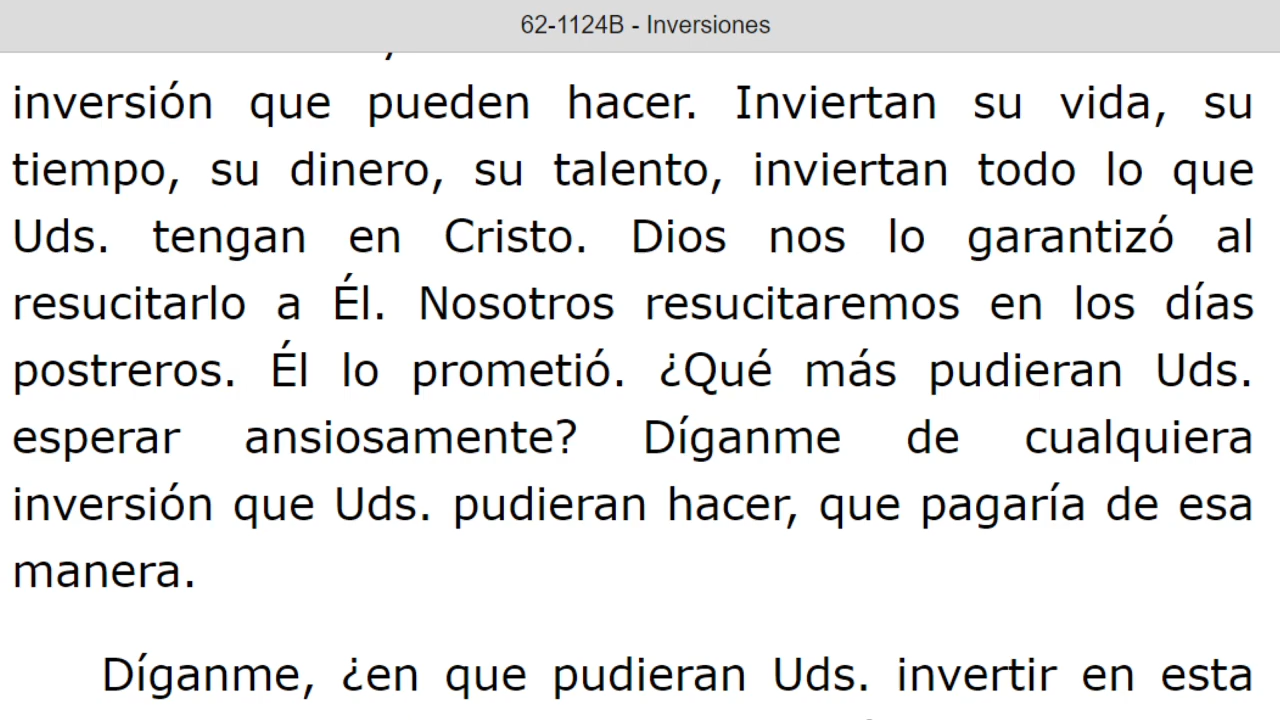 62-1124B - Inversiones
inversión que pueden hacer. Inviertan su vida, su
tiempo, su dinero, su talento, inviertan todo lo que
Uds. tengan en Cristo. Dios nos lo garantizó al
resucitarlo a Él. Nosotros resucitaremos en los días
postreros. Él lo prometió. ¿Qué más pudieran Uds.
esperar ansiosamente? Díganme de cualquiera
inversión que Uds. pudieran hacer, que pagaría de esa
manera.
Díganme, ¿en que pudieran Uds. invertir en esta